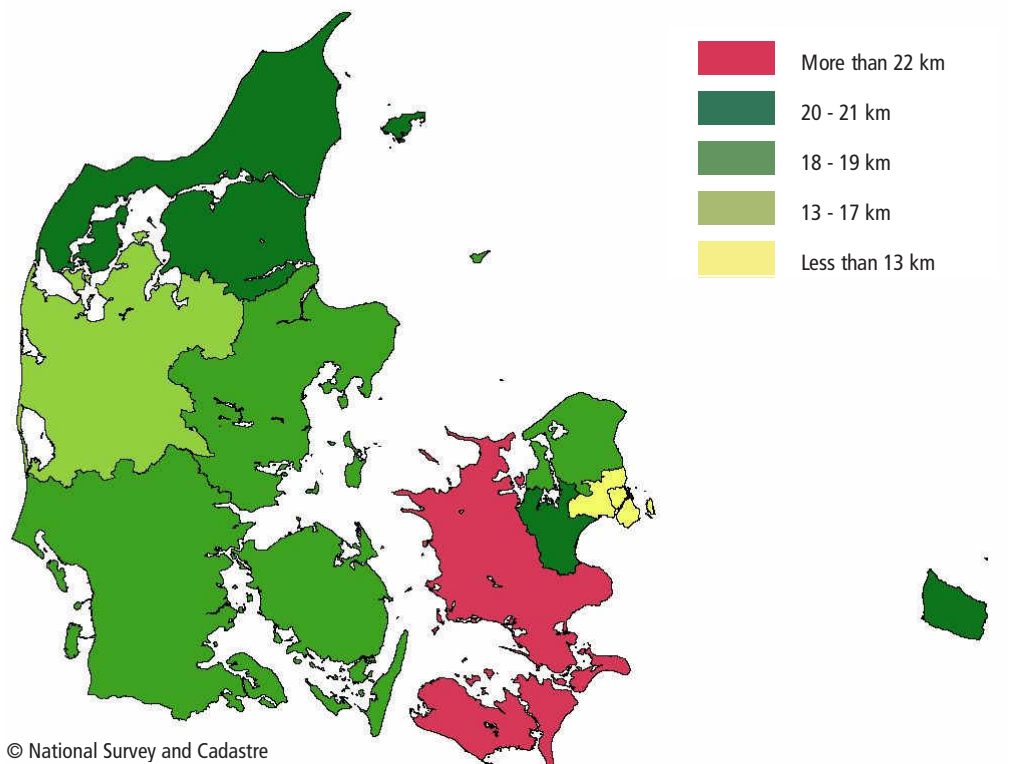 More than 22 km
20 - 21 km
18 - 19 km
13 - 17 km
Less than 13 km
© National Survey and Cadastre